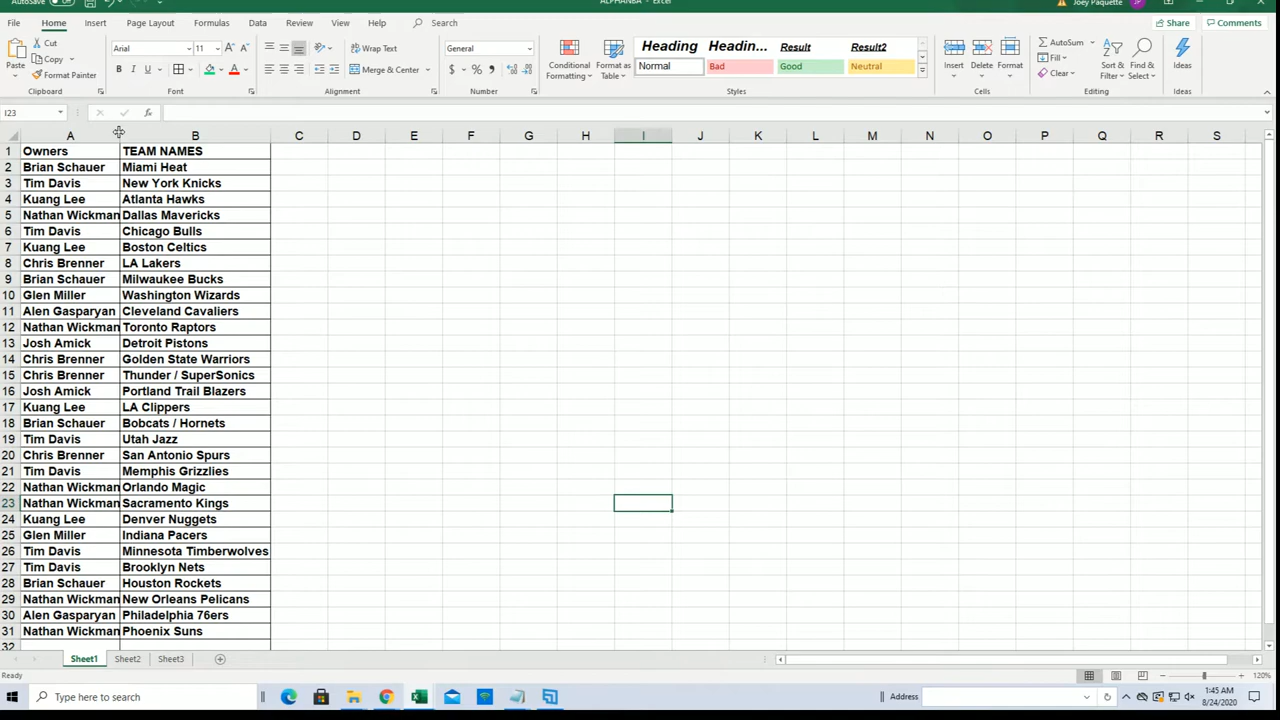 AutoSave Off ALPHANBA - Excel Joey Paquette JP
File Home Insert Page Layout Formulas Data Review View Help Search Share Comments
Paste Cut Copy Format Painter
Clipboard
Arial 11 A A
B I U A
Font
Wrap Text
Merge & Center
Alignment
General
$ %
Number
Conditional Formatting Format as Table
Heading Headin... Result Result2
Normal Bad Good Neutral
Styles
Insert Delete Format
Cells
AutoSum
Fill
Clear
Sort & Filter Find & Select
Editing
Ideas
Ideas
I23 fx
A B C D E F G H I J K L M N O P Q R S
1 Owners TEAM NAMES
2 Brian Schauer Miami Heat
3 Tim Davis New York Knicks
4 Kuang Lee Atlanta Hawks
5 Nathan Wickman Dallas Mavericks
6 Tim Davis Chicago Bulls
7 Kuang Lee Boston Celtics
8 Chris Brenner LA Lakers
9 Brian Schauer Milwaukee Bucks
10 Glen Miller Washington Wizards
11 Alen Gasparyan Cleveland Cavaliers
12 Nathan Wickman Toronto Raptors
13 Josh Amick Detroit Pistons
14 Chris Brenner Golden State Warriors
15 Chris Brenner Thunder / SuperSonics
16 Josh Amick Portland Trail Blazers
17 Kuang Lee LA Clippers
18 Brian Schauer Bobcats / Hornets
19 Tim Davis Utah Jazz
20 Chris Brenner San Antonio Spurs
21 Tim Davis Memphis Grizzlies
22 Nathan Wickman Orlando Magic
23 Nathan Wickman Sacramento Kings
24 Kuang Lee Denver Nuggets
25 Glen Miller Indiana Pacers
26 Tim Davis Minnesota Timberwolves
27 Tim Davis Brooklyn Nets
28 Brian Schauer Houston Rockets
29 Nathan Wickman New Orleans Pelicans
30 Alen Gasparyan Philadelphia 76ers
31 Nathan Wickman Phoenix Suns
32
Sheet1 Sheet2 Sheet3
Ready 120%
Type here to search Address 1:45 AM
8/24/2020